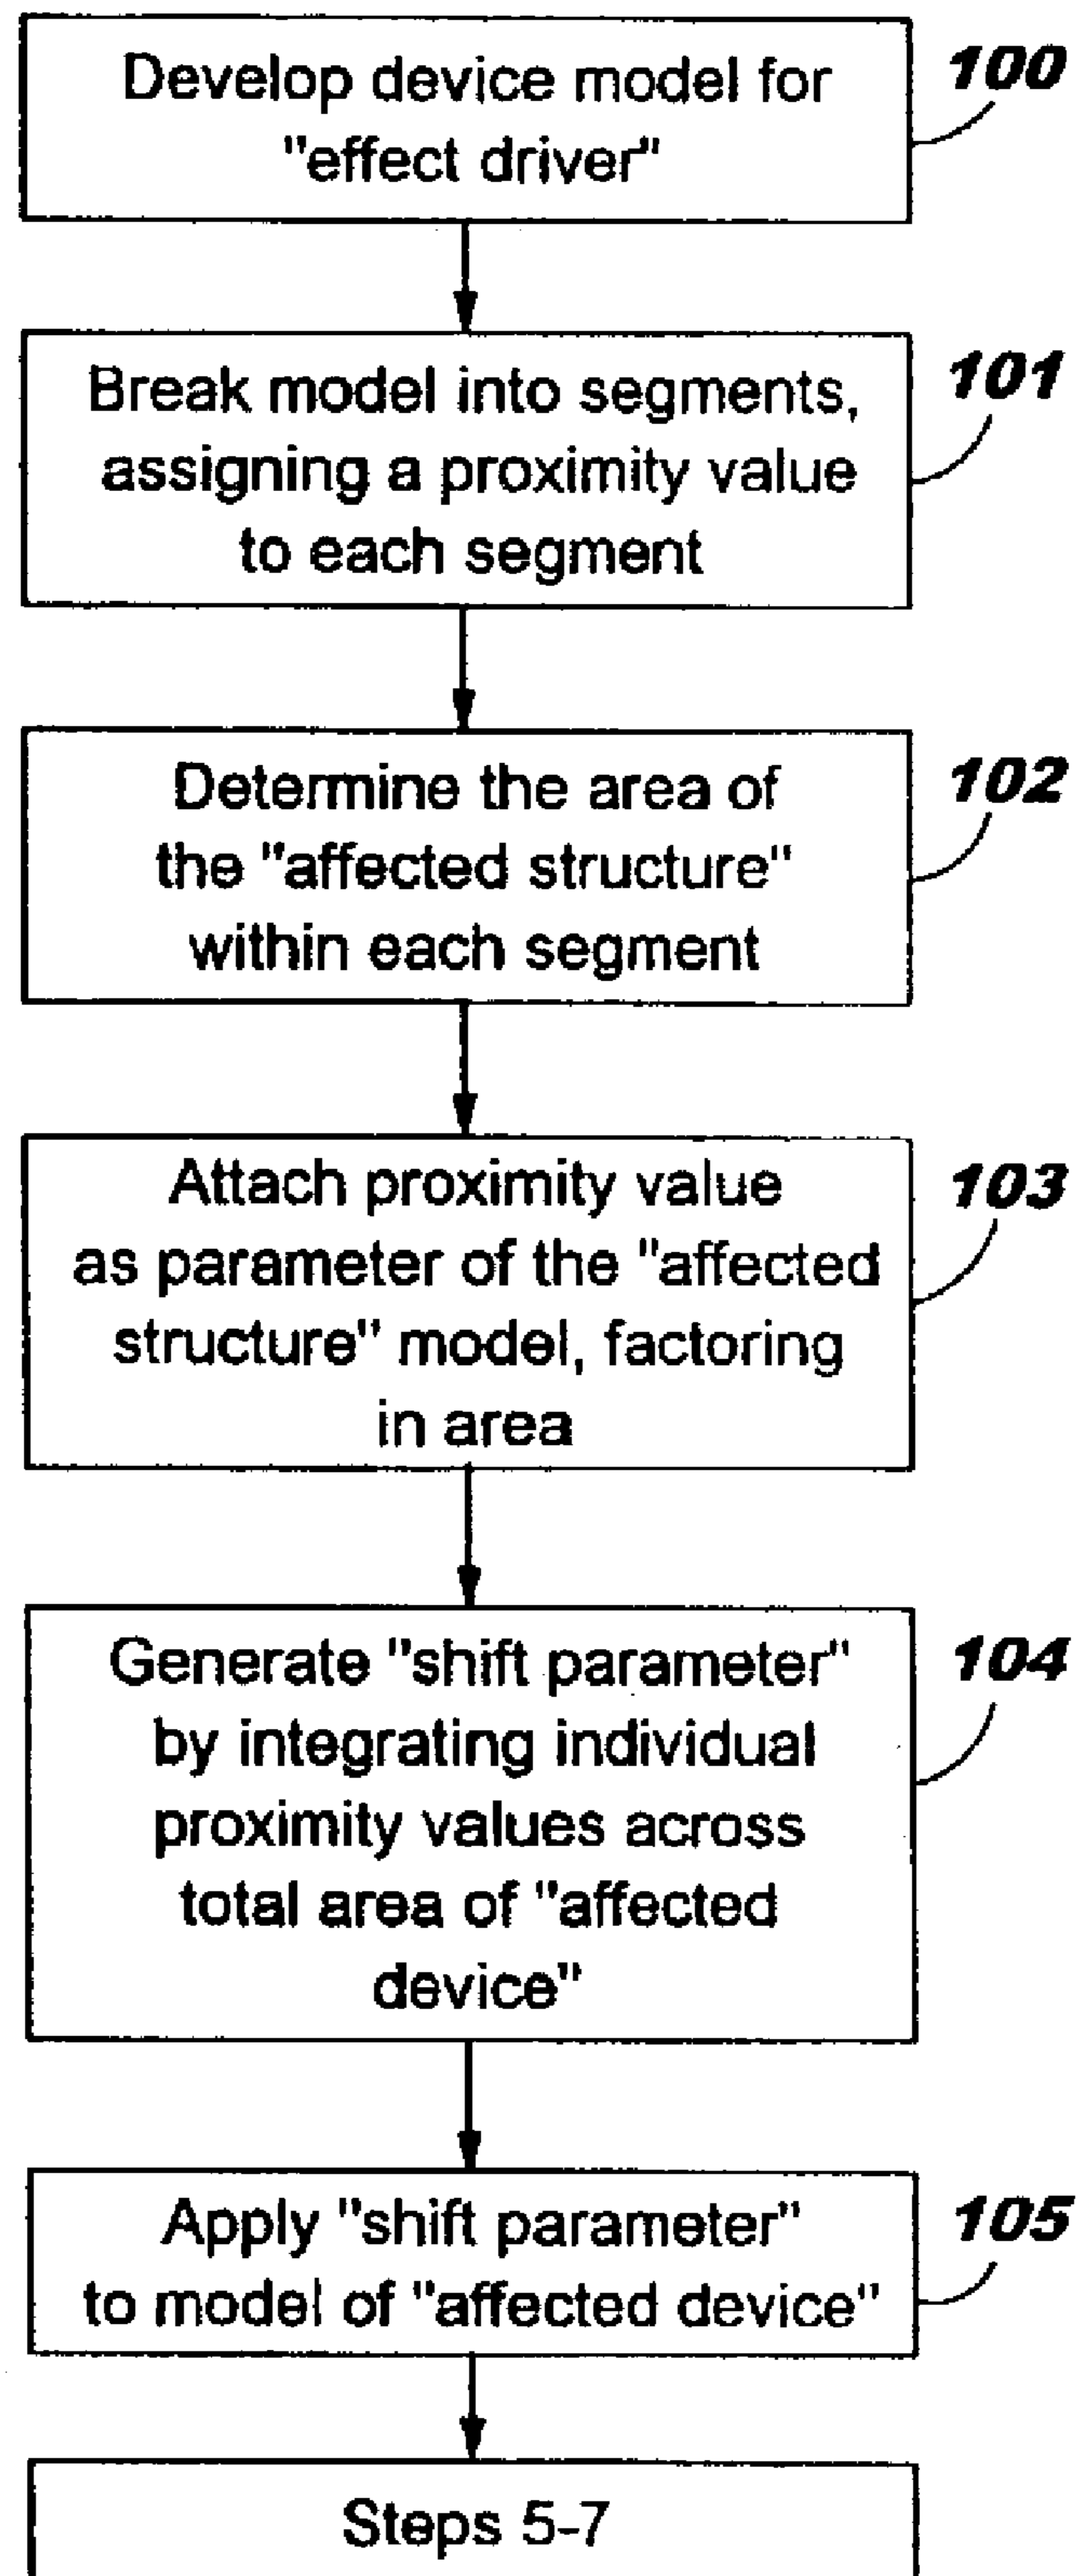 Develop device model for
"effect driver"
100
Break model into segments,
assigning a proximity value
to each segment
101
Determine the area of
the "affected structure"
within each segment
102
Attach proximity value
as parameter of the "affected
structure" model, factoring
in area
103
Generate "shift parameter"
by integrating individual
proximity values across
total area of "affected
device"
104
Apply "shift parameter"
to model of "affected device"
105
Steps 5-7